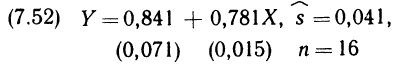 (7.52) Y = 0,841 + 0,781X, ŝ = 0,041,
(0,071) (0,015) n = 16